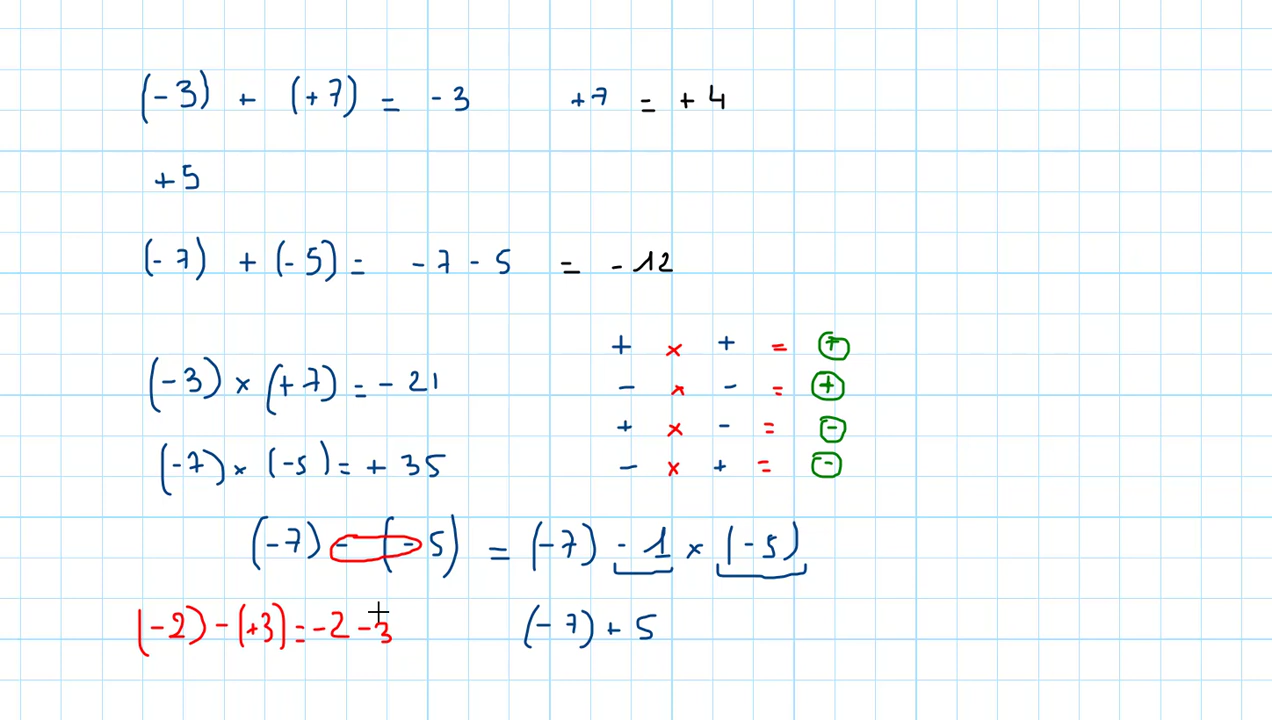 (-3) + (+7) = -3 +7 = +4
+5
(-7) + (-5) = -7 - 5 = -12
+ × + = +
(-3) × (+7) = -21
- × - = +
+ × - = -
(-7) × (-5) = +35
- × + = -
(-7) - (-5) = (-7) - 1 × (-5)
(-2) - (+3) = -2 - 3
(-7) + 5